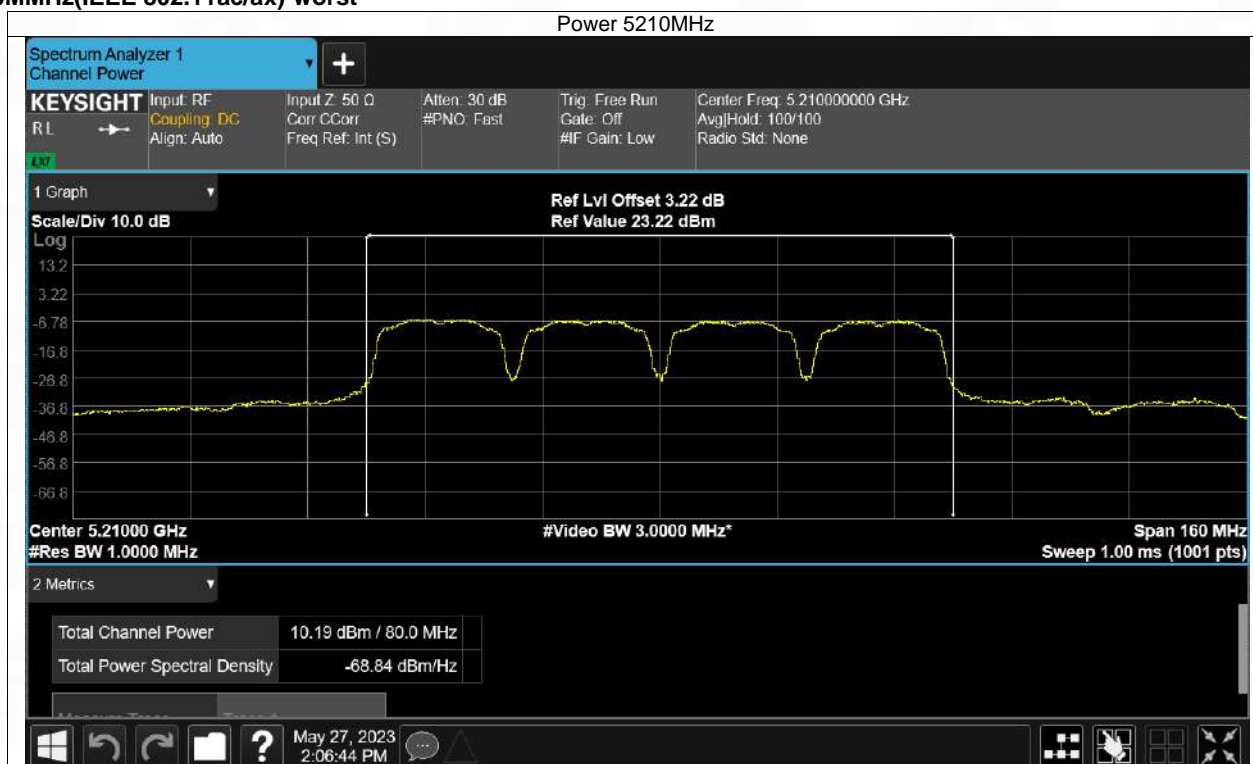 Power 5210MHz
Spectrum Analyzer 1
Channel Power
+
KEYSIGHT
RL
LXI
Input: RF
Coupling: DC
Align: Auto
Input Z: 50 Ω
Corr CCorr
Freq Ref: Int (S)
Atten: 30 dB
#PNO: Fast
Trig: Free Run
Gate: Off
#IF Gain: Low
Center Freq: 5.210000000 GHz
Avg|Hold: 100/100
Radio Std: None
1 Graph
Scale/Div 10.0 dB
Ref Lvl Offset 3.22 dB
Ref Value 23.22 dBm
Log
13.2
3.22
-6.78
-16.8
-26.8
-36.8
-46.8
-56.8
-66.8
Center 5.21000 GHz
#Video BW 3.0000 MHz*
Span 160 MHz
#Res BW 1.0000 MHz
Sweep 1.00 ms (1001 pts)
2 Metrics
Total Channel Power 10.19 dBm / 80.0 MHz
Total Power Spectral Density -68.84 dBm/Hz
?
May 27, 2023
2:06:44 PM